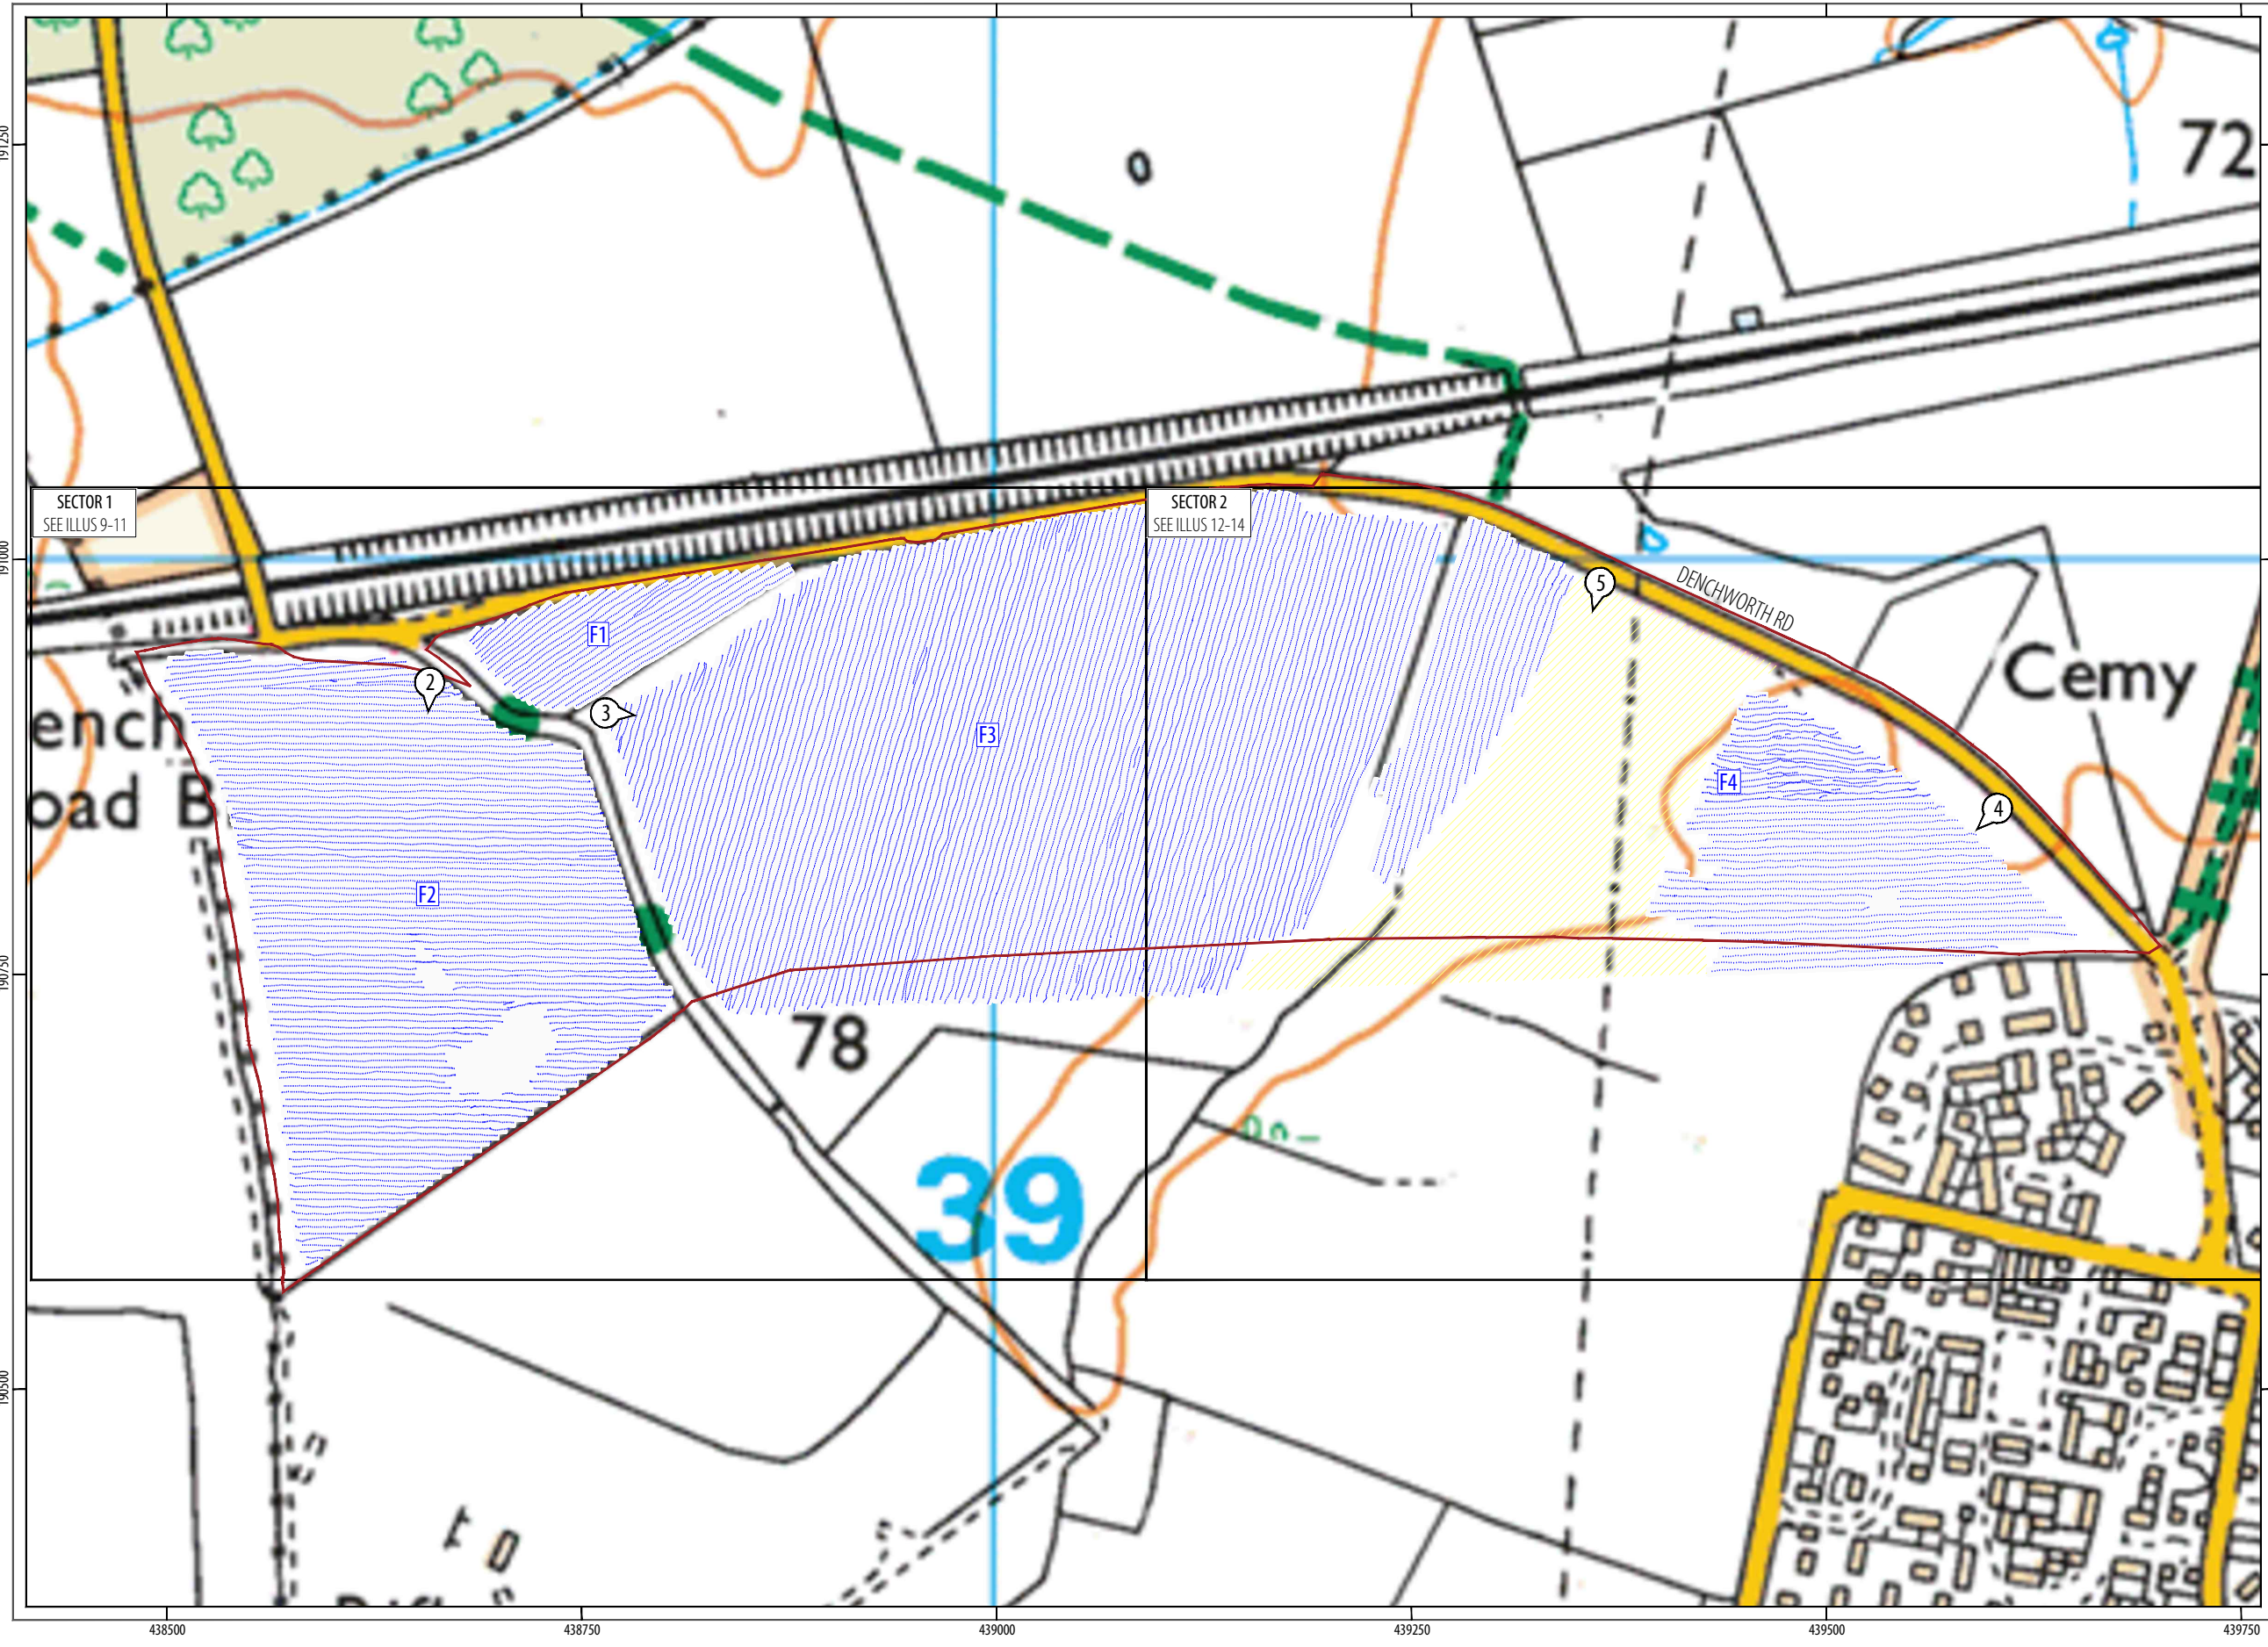 72
191250
SECTOR 1
SEE ILLUS 9-11
SECTOR 2
SEE ILLUS 12-14
191000
DENCHWORTH RD
5
F1
Cemy
2
3
ench
F3
F4
oad B
4
F2
190750
78
39
190500
438500
438750
439000
439250
439500
439750